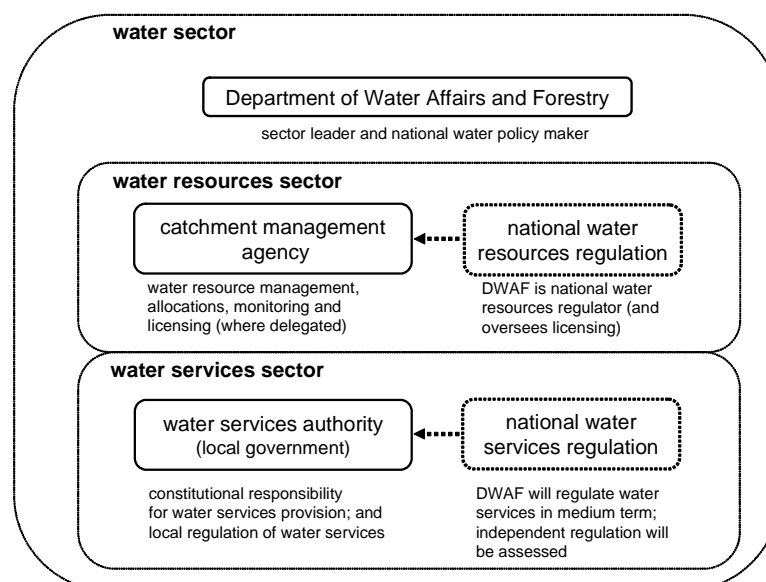 water sector
Department of Water Affairs and Forestry
sector leader and national water policy maker
water resources sector
catchment management
agency
water resource management,
allocations, monitoring and
licensing (where delegated)
national water
resources regulation
DWAF is national water
resources regulator (and
oversees licensing)
water services sector
water services authority
(local government)
constitutional responsibility
for water services provision; and
local regulation of water services
national water
services regulation
DWAF will regulate water
services in medium term;
independent regulation will
be assessed